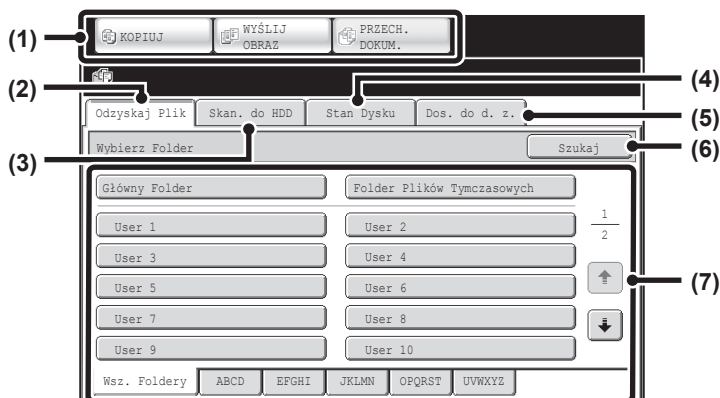 (1)
KOPIUJ
WYŚLIJ
OBRAZ
PRZECH.
DOKUM.
(2)
(4)
Odzyskaj Plik
Skan. do HDD
Stan Dysku
Dos. do d. z.
(5)
(3)
Wybierz Folder
Szukaj
(6)
Główny Folder
Folder Plików Tymczasowych
User 1
User 2
1
2
User 3
User 4
User 5
User 6
(7)
User 7
User 8
User 9
User 10
Wsz. Foldery
ABCD
EFGHI
JKLMN
OPQRST
UVWXYZ